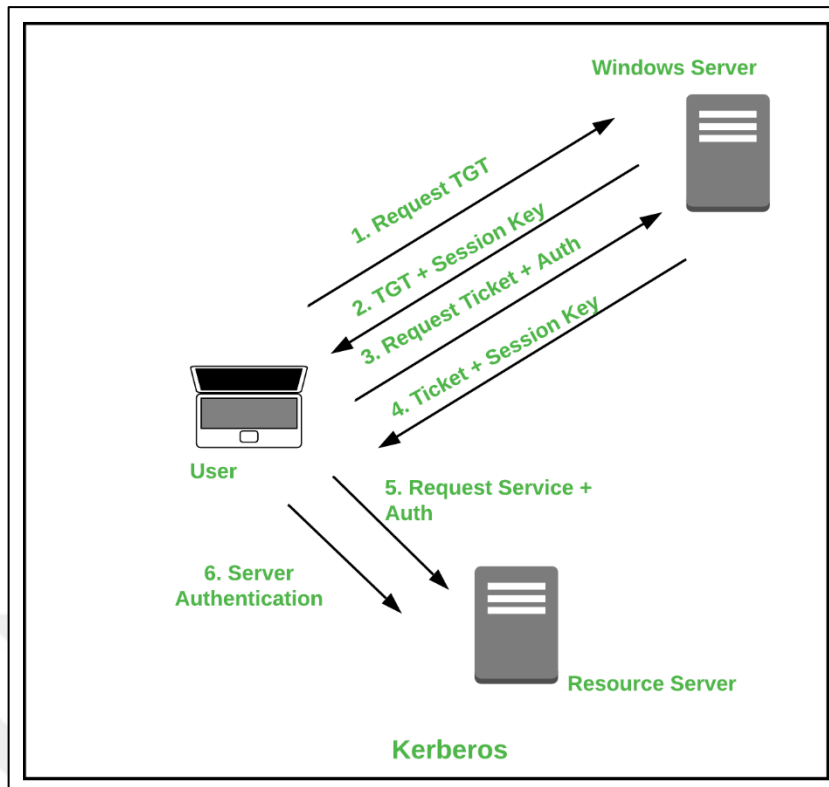 Windows Server
1. Request TGT
2. TGT + Session Key
3. Request Ticket + Auth
4. Ticket + Session Key
User
5. Request Service +
Auth
6. Server
Authentication
Resource Server
Kerberos